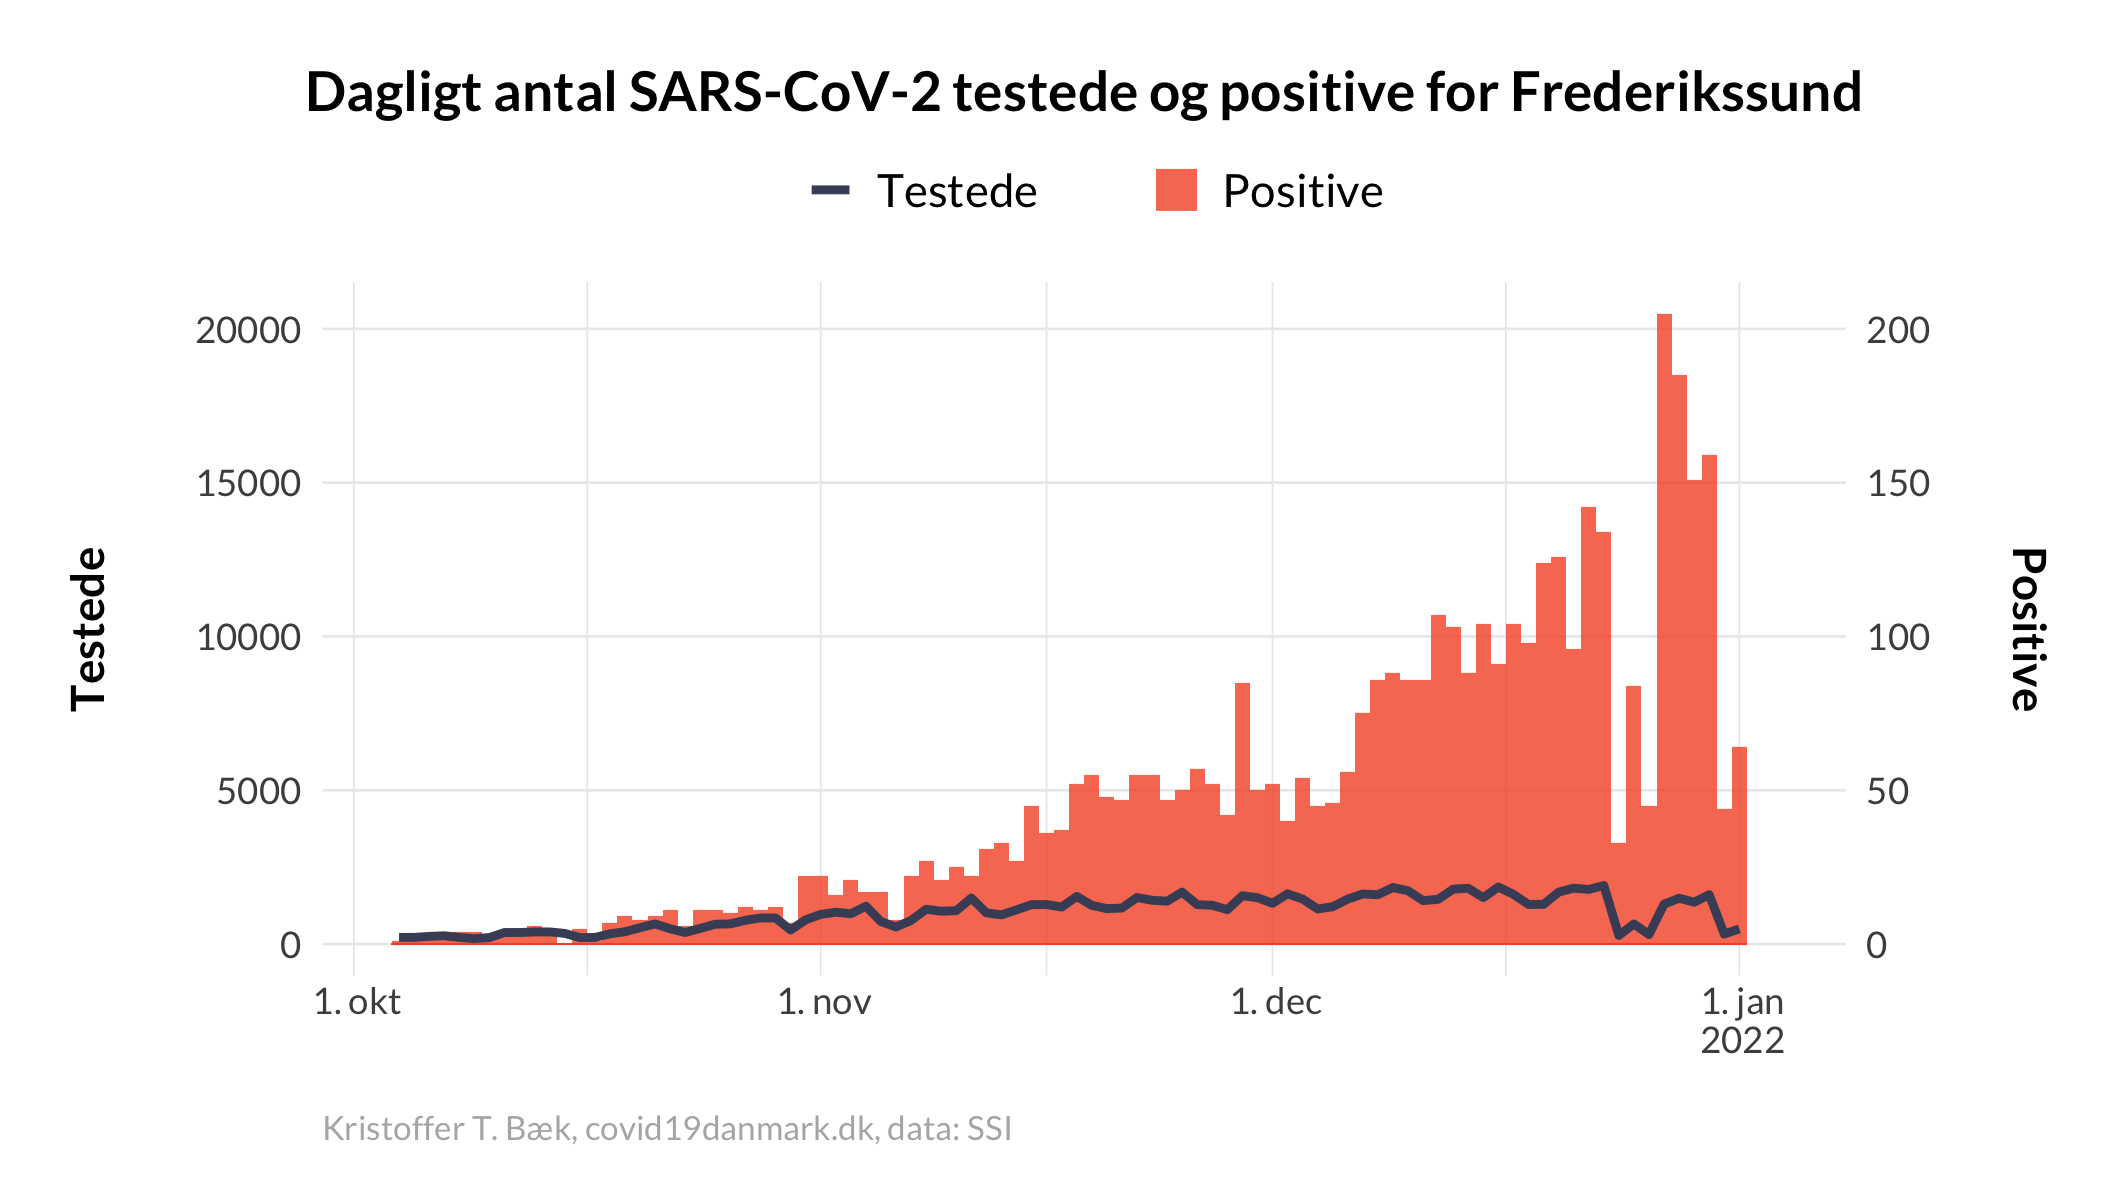 Dagligt antal SARS-CoV-2 testede og positive for Frederikssund
Testede
Positive
20000
15000
10000
5000
0
200
150
100
50
0
Testede
Positive
1. okt
1. nov
1. dec
1. jan
2022
Kristoffer T. Bæk, covid19danmark.dk, data: SSI